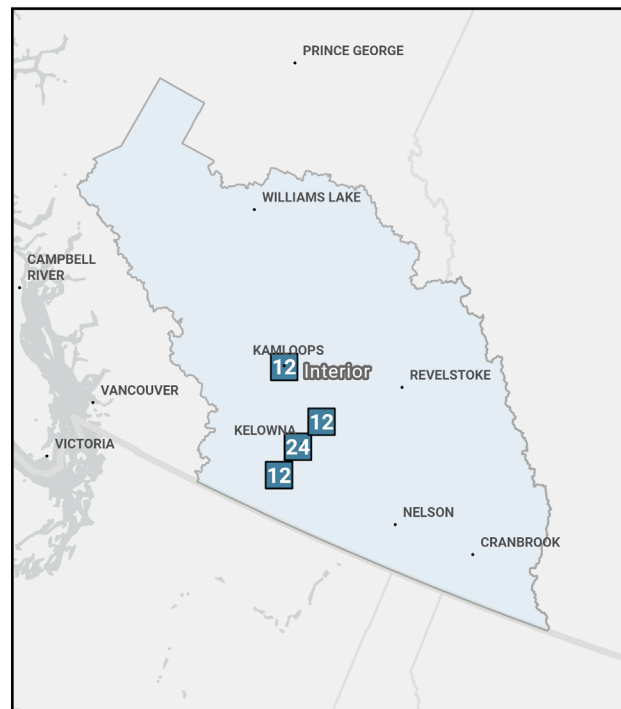 PRINCE GEORGE
WILLIAMS LAKE
CAMPBELL
RIVER
KAMLOOPS
12
Interior
REVELSTOKE
VANCOUVER
12
KELOWNA
VICTORIA
24
12
NELSON
CRANBROOK